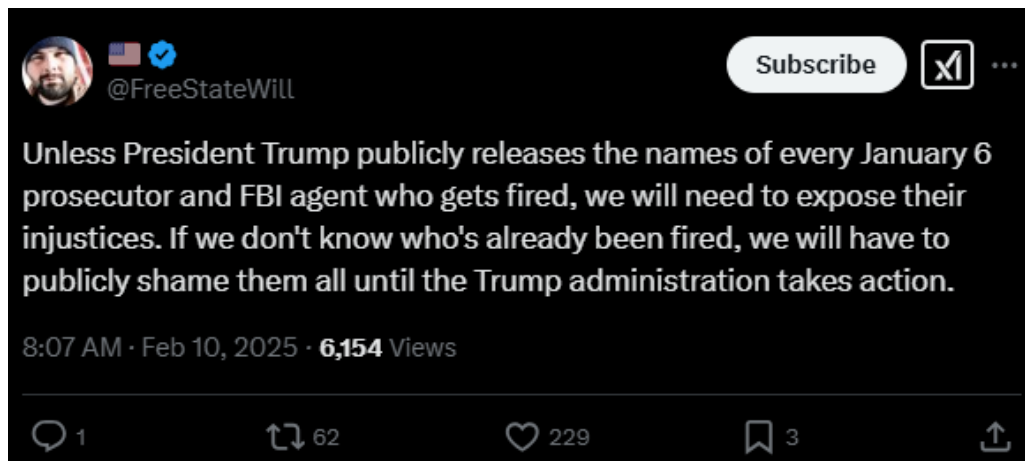 @FreeStateWill
Subscribe
Unless President Trump publicly releases the names of every January 6
prosecutor and FBI agent who gets fired, we will need to expose their
injustices. If we don't know who's already been fired, we will have to
publicly shame them all until the Trump administration takes action.
8:07 AM · Feb 10, 2025 · 6,154 Views
1 62 229 3